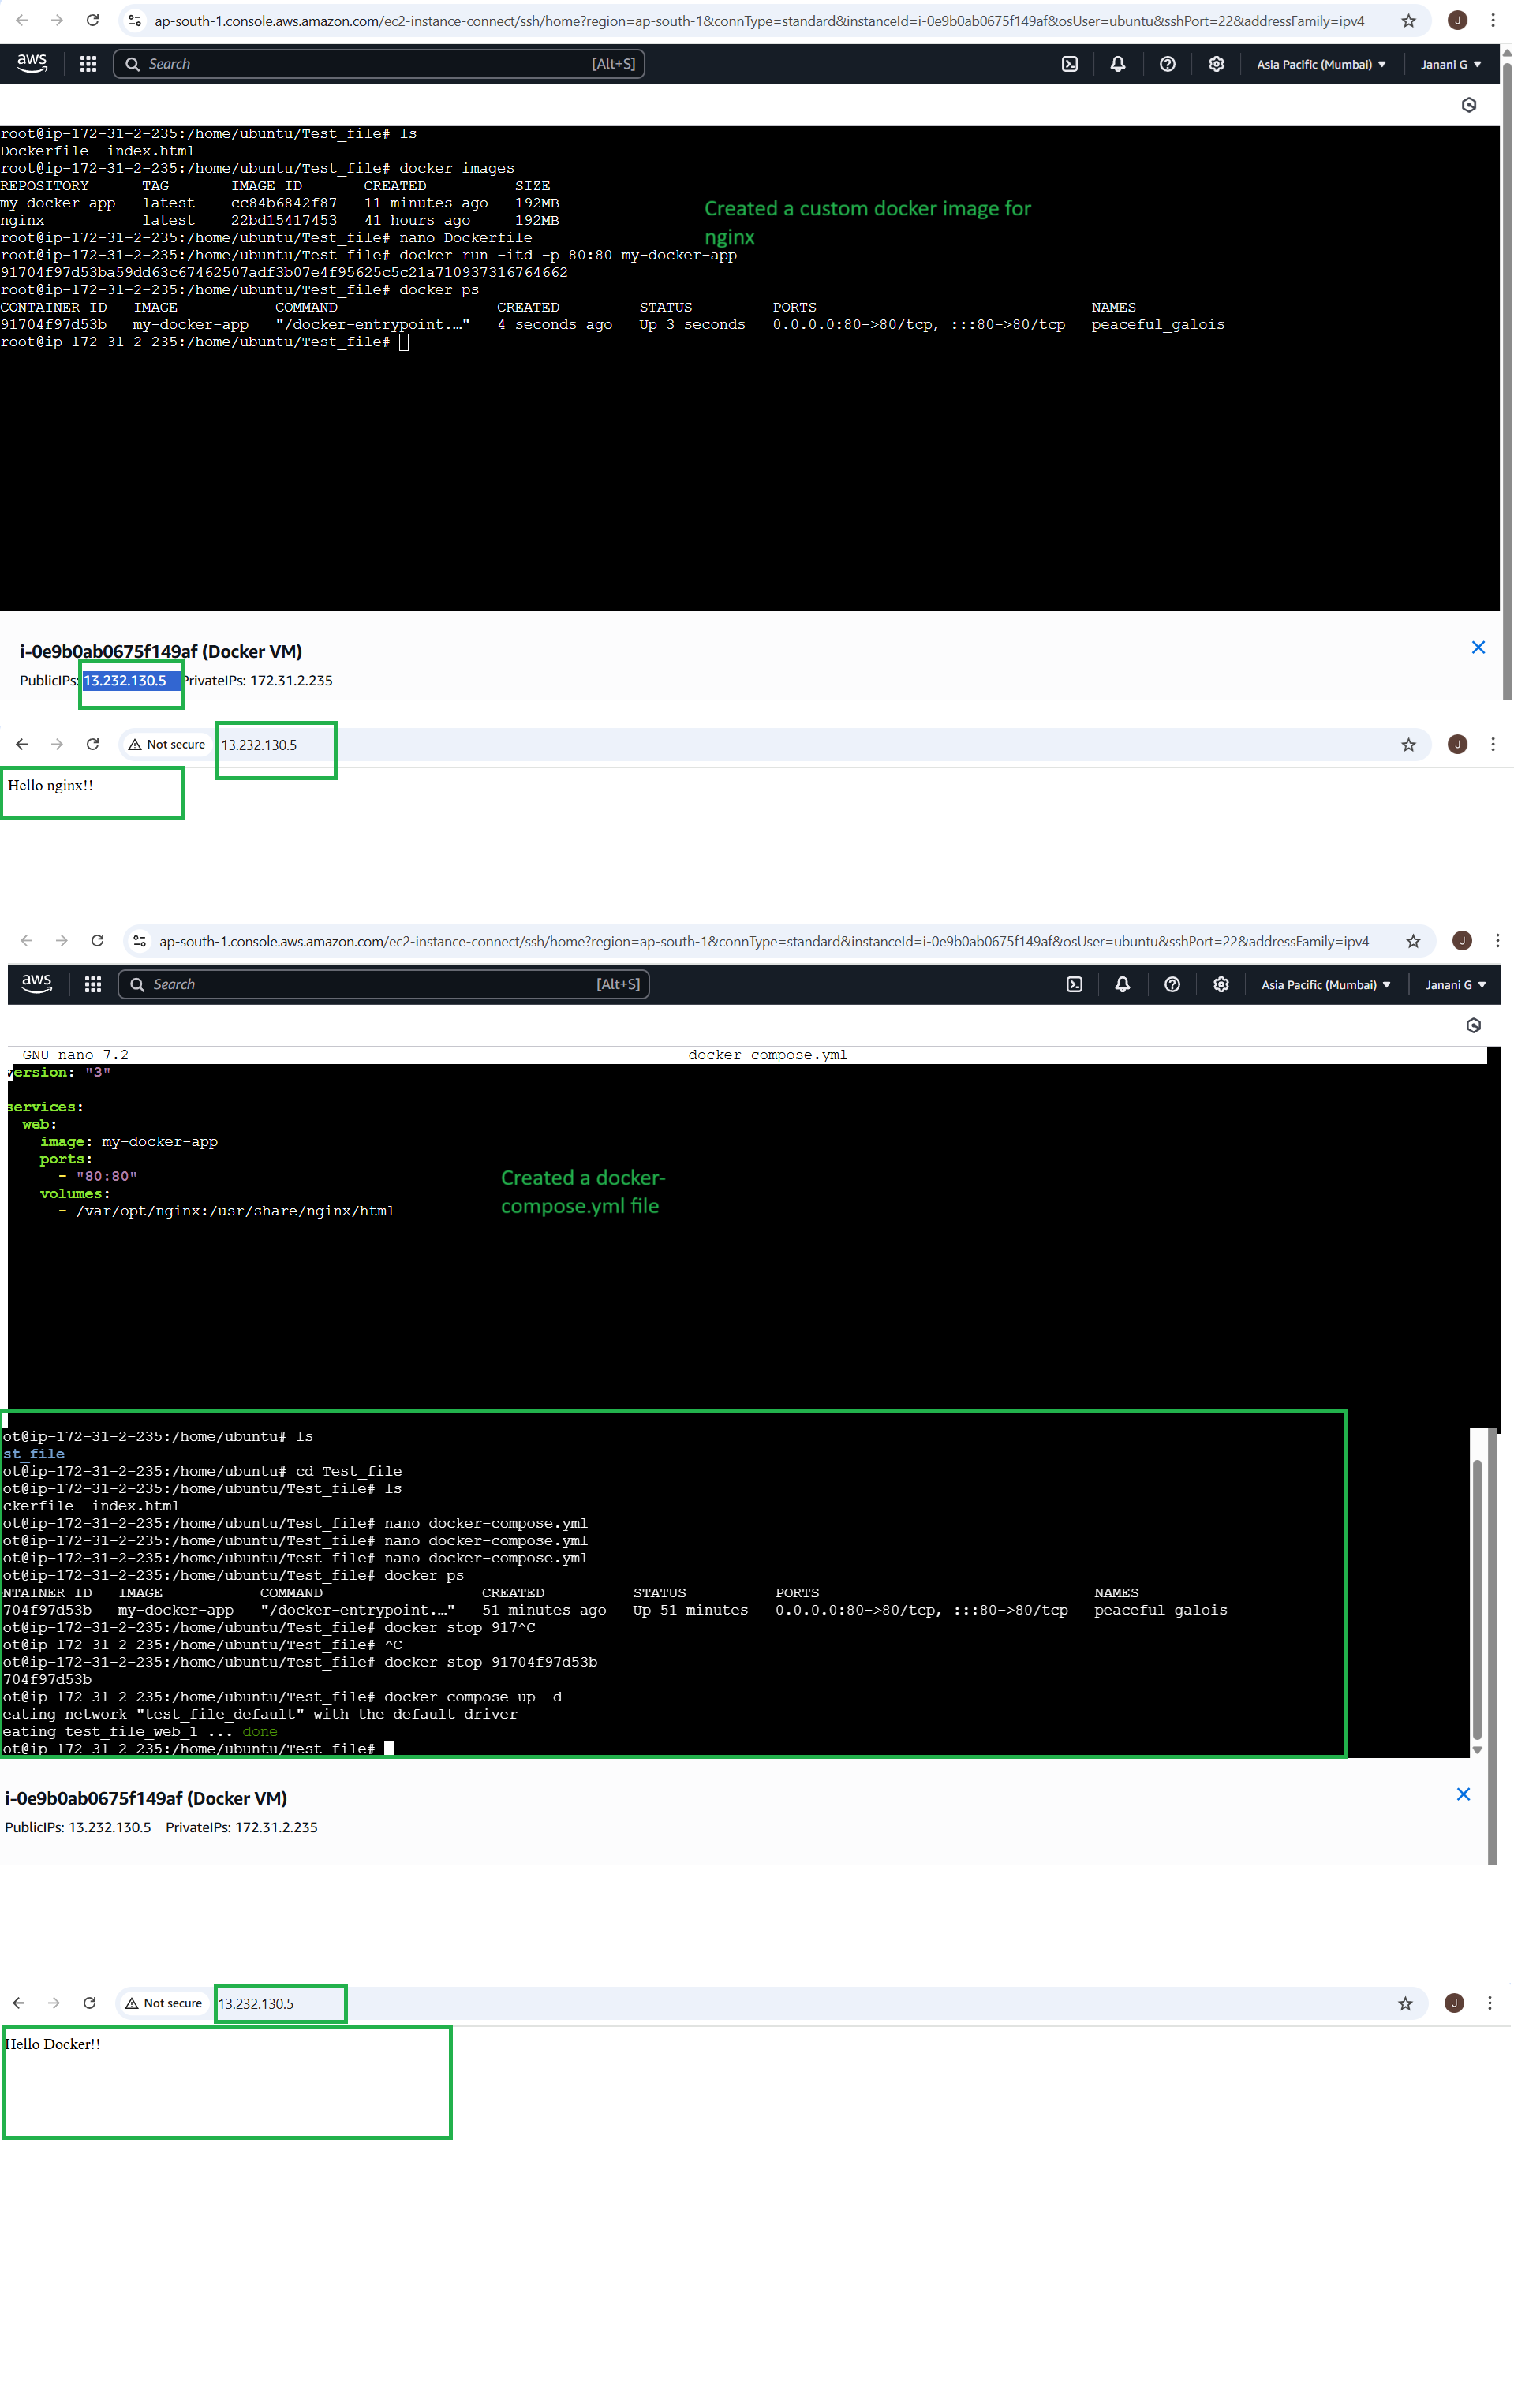 ap-south-1.console.aws.amazon.com/ec2-instance-connect/ssh/home?region=ap-south-1&connType=standard&instanceId=i-0e9b0ab0675f149af&osUser=ubuntu&sshPort=22&addressFamily=ipv4
J
aws
Search [Alt+S]
Asia Pacific (Mumbai) Janani G
root@ip-172-31-2-235:/home/ubuntu/Test_file# ls
Dockerfile  index.html
root@ip-172-31-2-235:/home/ubuntu/Test_file# docker images
REPOSITORY      TAG       IMAGE ID       CREATED          SIZE
my-docker-app   latest    cc84b6842f87   11 minutes ago   192MB
nginx           latest    22bd15417453   41 hours ago     192MB
root@ip-172-31-2-235:/home/ubuntu/Test_file# nano Dockerfile
root@ip-172-31-2-235:/home/ubuntu/Test_file# docker run -itd -p 80:80 my-docker-app
91704f97d53ba59dd63c67462507adf3b07e4f95625c5c21a710937316764662
root@ip-172-31-2-235:/home/ubuntu/Test_file# docker ps
CONTAINER ID   IMAGE           COMMAND                  CREATED         STATUS         PORTS                               NAMES
91704f97d53b   my-docker-app   "/docker-entrypoint.…"   4 seconds ago   Up 3 seconds   0.0.0.0:80->80/tcp, :::80->80/tcp   peaceful_galois
root@ip-172-31-2-235:/home/ubuntu/Test_file#
Created a custom docker image for
nginx
i-0e9b0ab0675f149af (Docker VM)
PublicIPs: 13.232.130.5 PrivateIPs: 172.31.2.235
Not secure 13.232.130.5
J
Hello nginx!!
ap-south-1.console.aws.amazon.com/ec2-instance-connect/ssh/home?region=ap-south-1&connType=standard&instanceId=i-0e9b0ab0675f149af&osUser=ubuntu&sshPort=22&addressFamily=ipv4
J
aws
Search [Alt+S]
Asia Pacific (Mumbai) Janani G
GNU nano 7.2 docker-compose.yml
version: "3"
services:
  web:
    image: my-docker-app
    ports:
      - "80:80"
    volumes:
      - /var/opt/nginx:/usr/share/nginx/html
Created a docker-
compose.yml file
ot@ip-172-31-2-235:/home/ubuntu# ls
st_file
ot@ip-172-31-2-235:/home/ubuntu# cd Test_file
ot@ip-172-31-2-235:/home/ubuntu/Test_file# ls
ckerfile  index.html
ot@ip-172-31-2-235:/home/ubuntu/Test_file# nano docker-compose.yml
ot@ip-172-31-2-235:/home/ubuntu/Test_file# nano docker-compose.yml
ot@ip-172-31-2-235:/home/ubuntu/Test_file# nano docker-compose.yml
ot@ip-172-31-2-235:/home/ubuntu/Test_file# docker ps
NTAINER ID   IMAGE           COMMAND                  CREATED          STATUS          PORTS                               NAMES
704f97d53b   my-docker-app   "/docker-entrypoint.…"   51 minutes ago   Up 51 minutes   0.0.0.0:80->80/tcp, :::80->80/tcp   peaceful_galois
ot@ip-172-31-2-235:/home/ubuntu/Test_file# docker stop 917^C
ot@ip-172-31-2-235:/home/ubuntu/Test_file# ^C
ot@ip-172-31-2-235:/home/ubuntu/Test_file# docker stop 91704f97d53b
704f97d53b
ot@ip-172-31-2-235:/home/ubuntu/Test_file# docker-compose up -d
eating network "test_file_default" with the default driver
eating test_file_web_1 ... done
ot@ip-172-31-2-235:/home/ubuntu/Test_file#
i-0e9b0ab0675f149af (Docker VM)
PublicIPs: 13.232.130.5 PrivateIPs: 172.31.2.235
Not secure 13.232.130.5
J
Hello Docker!!